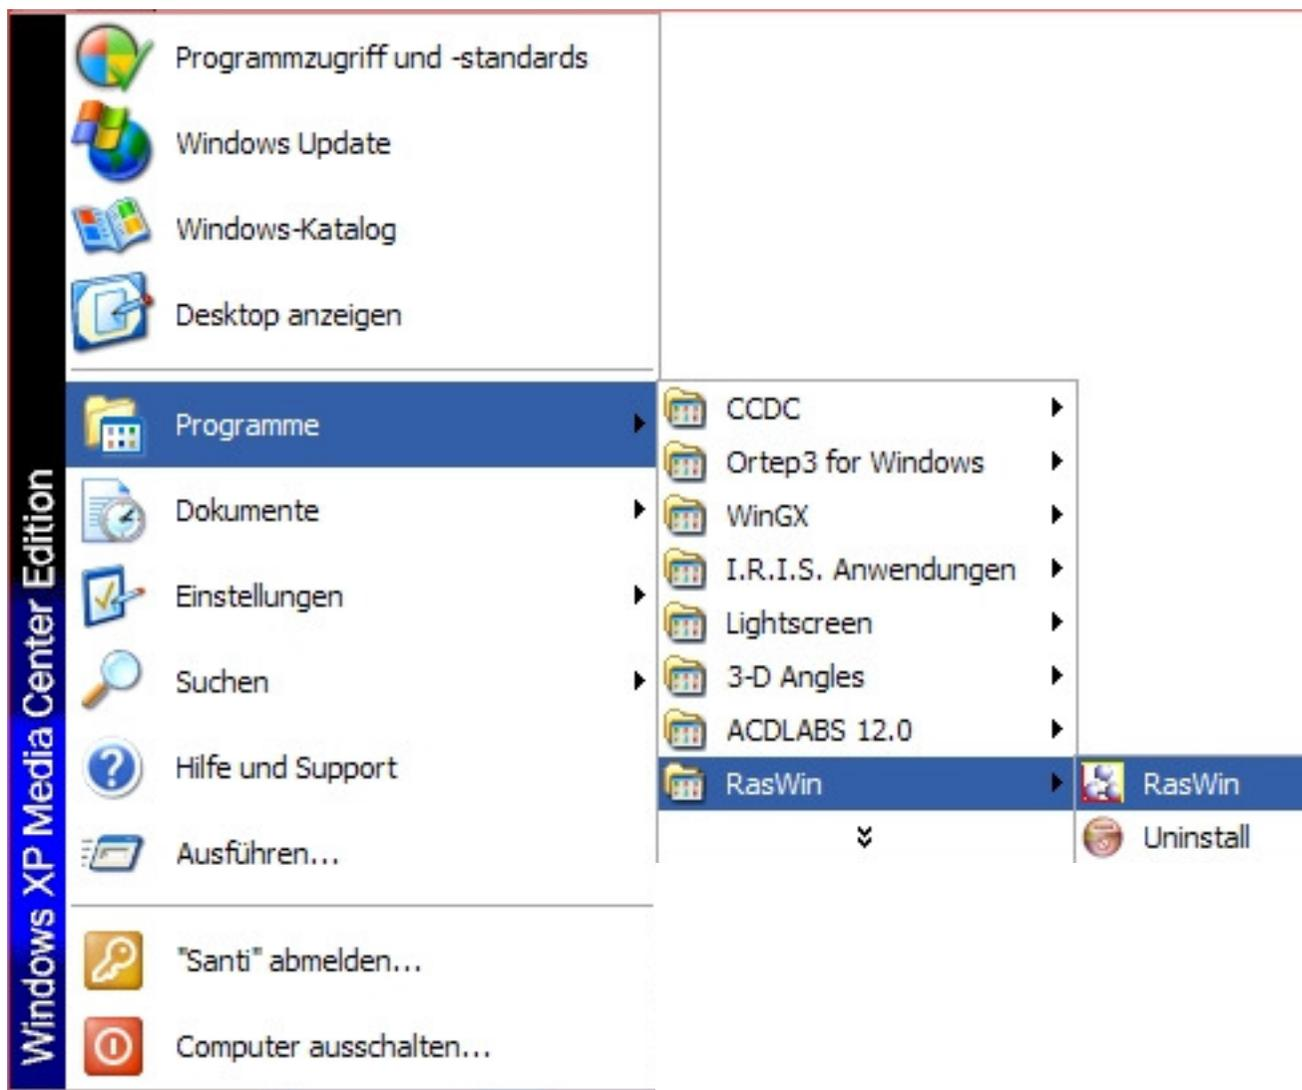 Programmzugriff und -standards
Windows Update
Windows-Katalog
Desktop anzeigen
Programme
Dokumente
Einstellungen
Suchen
Hilfe und Support
Ausführen...
"Santi" abmelden...
Computer ausschalten...
Windows XP Media Center Edition
CCDC
Ortep3 for Windows
WinGX
I.R.I.S. Anwendungen
Lightscreen
3-D Angles
ACDLABS 12.0
RasWin
RasWin
Uninstall